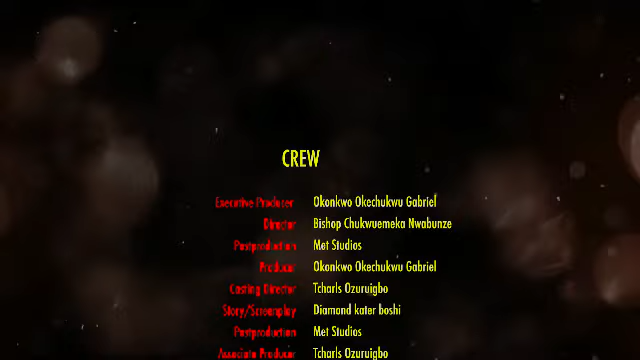 CREW
Executive Producer Okonkwo Okechukwu Gabriel
Director Bishop Chukwuemeka Nwabunze
Postproduction Met Studios
Producer Okonkwo Okechukwu Gabriel
Casting Director Tcharls Ozuruigbo
Story/Screenplay Diamond kater boshi
Postproduction Met Studios
Associate Producer Tcharls Ozuruigbo